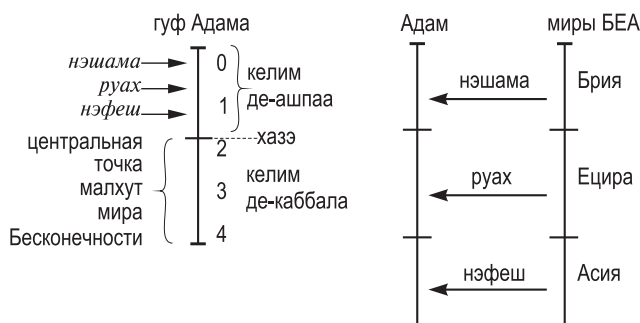 гуф Адама
нэшама
руах
нэфеш
0
1
келим
де-ашпаа
хазэ
центральная
точка
малхут
мира
Бесконечности
2
3
4
келим
де-каббала
Адам
миры БЕА
нэшама
Брия
руах
Ецира
нэфеш
Асия